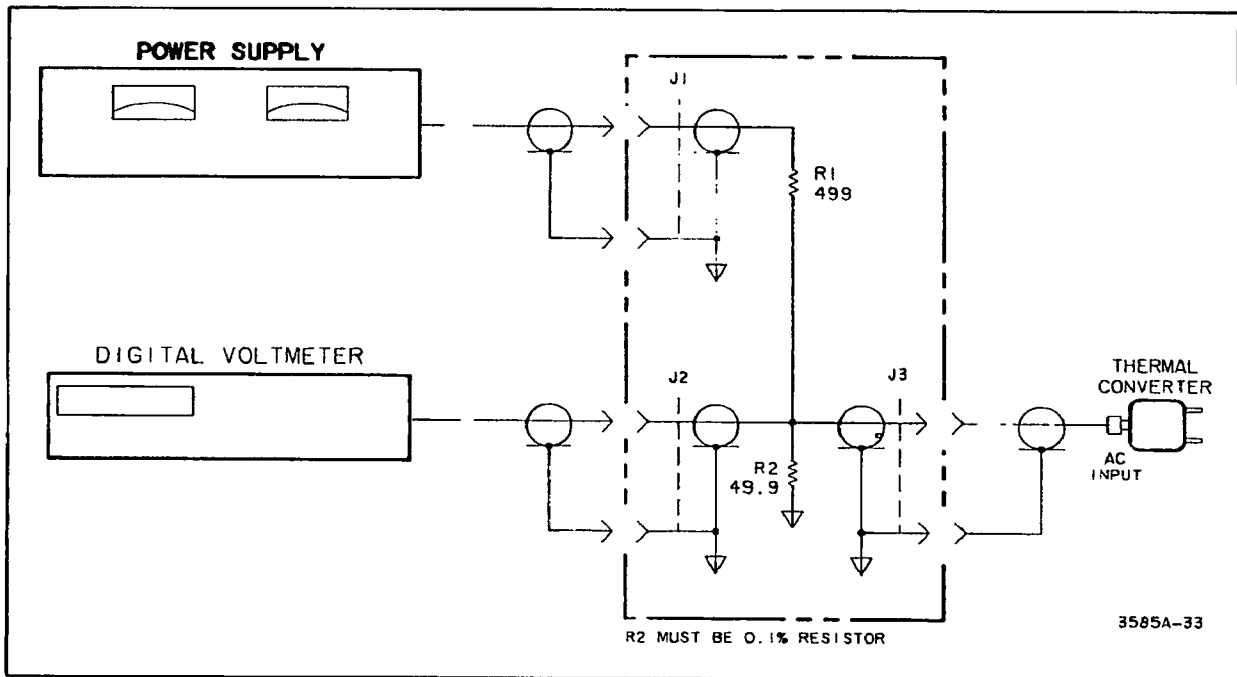 POWER SUPPLY
J1
R1
499
DIGITAL VOLTMETER
J2
J3
THERMAL
CONVERTER
R2
49.9
AC
INPUT
R2 MUST BE 0.1% RESISTOR
3585A-33